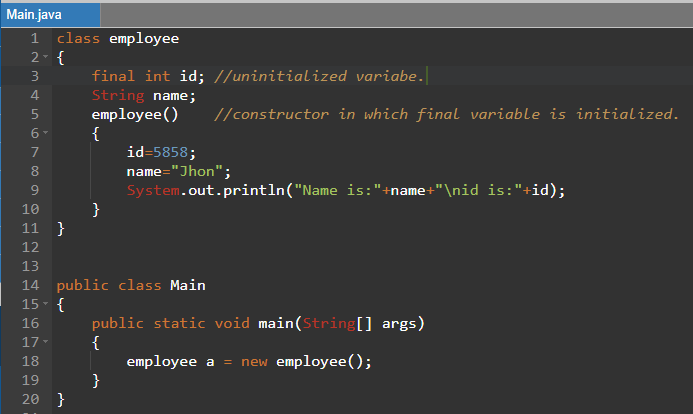 Main.java
1 class employee
2 {
3 final int id; //uninitialized variabe.
4 String name;
5 employee() //constructor in which final variable is initialized.
6 {
7 id=5858;
8 name="Jhon";
9 System.out.println("Name is:"+name+"\nid is:"+id);
10 }
11 }
12
13
14 public class Main
15 {
16 public static void main(String[] args)
17 {
18 employee a = new employee();
19 }
20 }